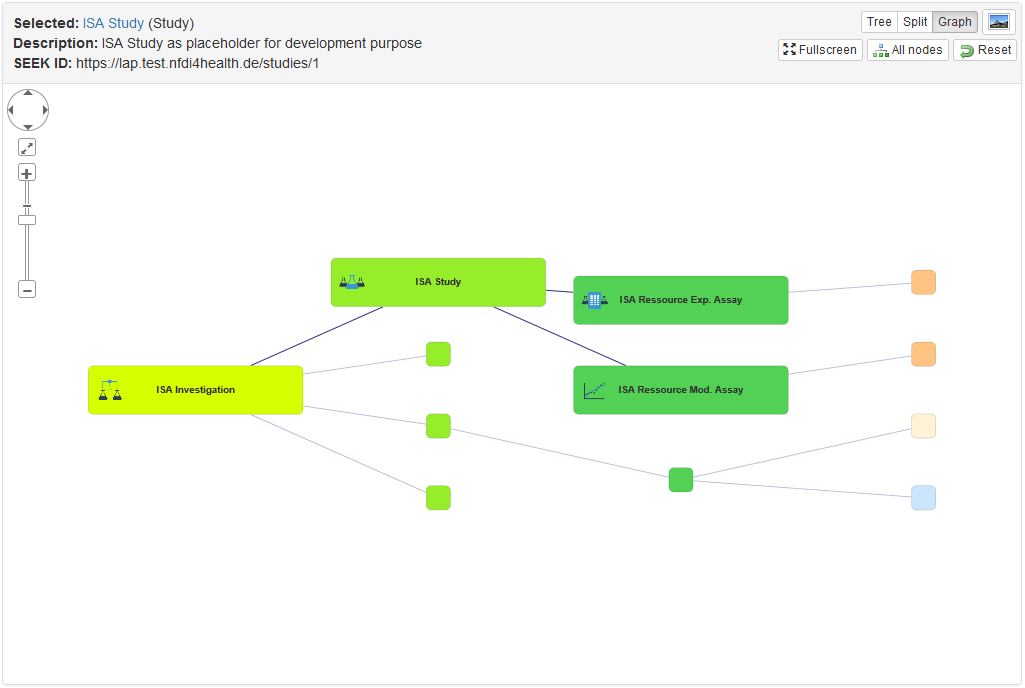 Selected: ISA Study (Study)
Description: ISA Study as placeholder for development purpose
SEEK ID: https://lap.test.nfdi4health.de/studies/1
Tree Split Graph
Fullscreen All nodes Reset
ISA Study
ISA Ressource Exp. Assay
ISA Investigation
ISA Ressource Mod. Assay